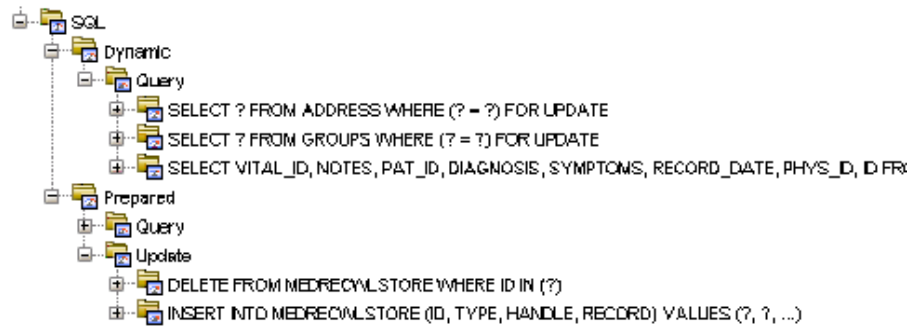 SQL
Dynamic
Query
SELECT ? FROM ADDRESS WHERE (? = ?) FOR UPDATE
SELECT ? FROM GROUPS WHERE (? = ?) FOR UPDATE
SELECT VITAL_ID, NOTES, PAT_ID, DIAGNOSIS, SYMPTOMS, RECORD_DATE, PHYS_ID, ID FRO
Prepared
Query
Update
DELETE FROM MEDRECWLSTORE WHERE ID IN (?)
INSERT INTO MEDRECWLSTORE (ID, TYPE, HANDLE, RECORD) VALUES (?, ?, ...)